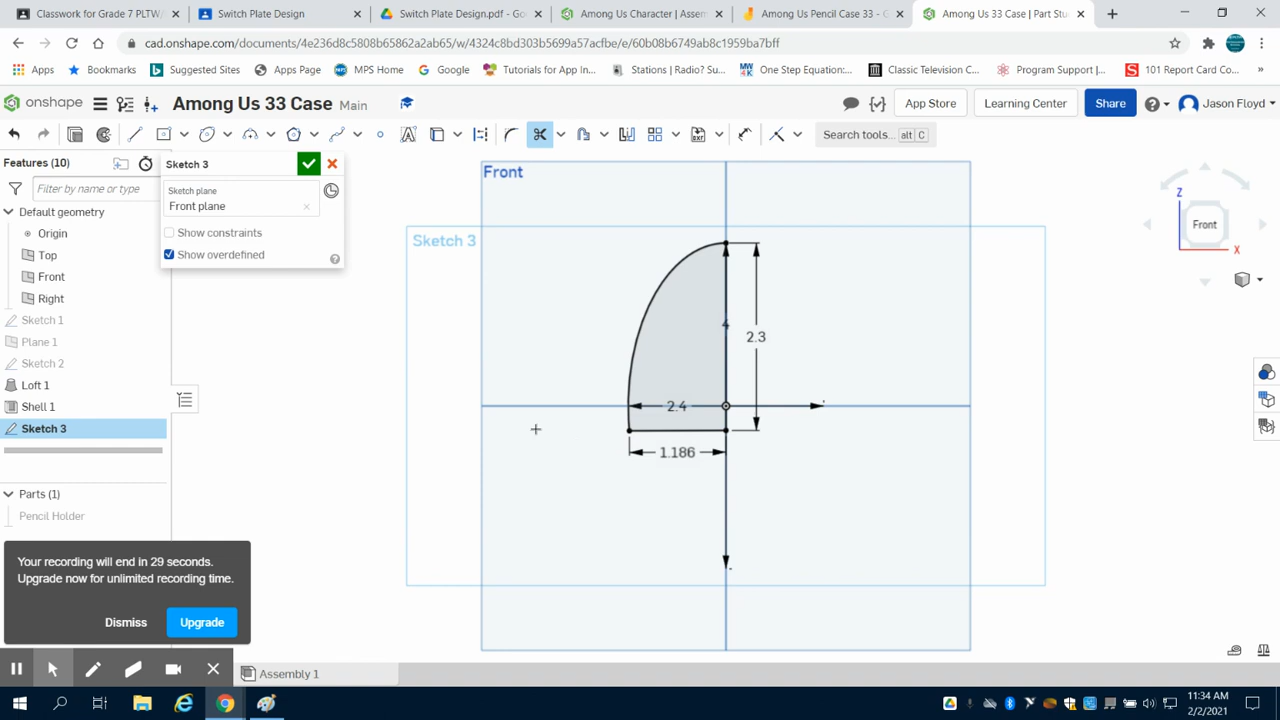 Classwork for Grade 7 PLTW/
Switch Plate Design
Switch Plate Design.pdf - Go
Among Us Character | Assem
Among Us Pencil Case 33 - G
Among Us 33 Case | Part Stu
cad.onshape.com/documents/4e236d8c5808b65862a2ab65/w/4324c8bd303b5699a57acfbe/e/60b08b6749ab8c1959ba7bff
Apps
Bookmarks
Suggested Sites
Apps Page
MPS Home
Google
Tutorials for App In...
Stations | Radio? Su...
One Step Equation:...
Classic Television C...
Program Support |...
101 Report Card Co...
»
onshape
Among Us 33 Case
Main
App Store
Learning Center
Share
Jason Floyd
Search tools...
alt
C
Features (10)
Filter by name or type
Default geometry
Origin
Top
Front
Right
Sketch 1
Plane 1
Sketch 2
Loft 1
Shell 1
Sketch 3
Parts (1)
Pencil Holder
Sketch 3
Sketch plane
Front plane
Show constraints
Show overdefined
Front
Sketch 3
4
2.3
2.4
1.186
Z
Front
X
Your recording will end in 29 seconds.
Upgrade now for unlimited recording time.
Dismiss
Upgrade
Assembly 1
11:34 AM
2/2/2021